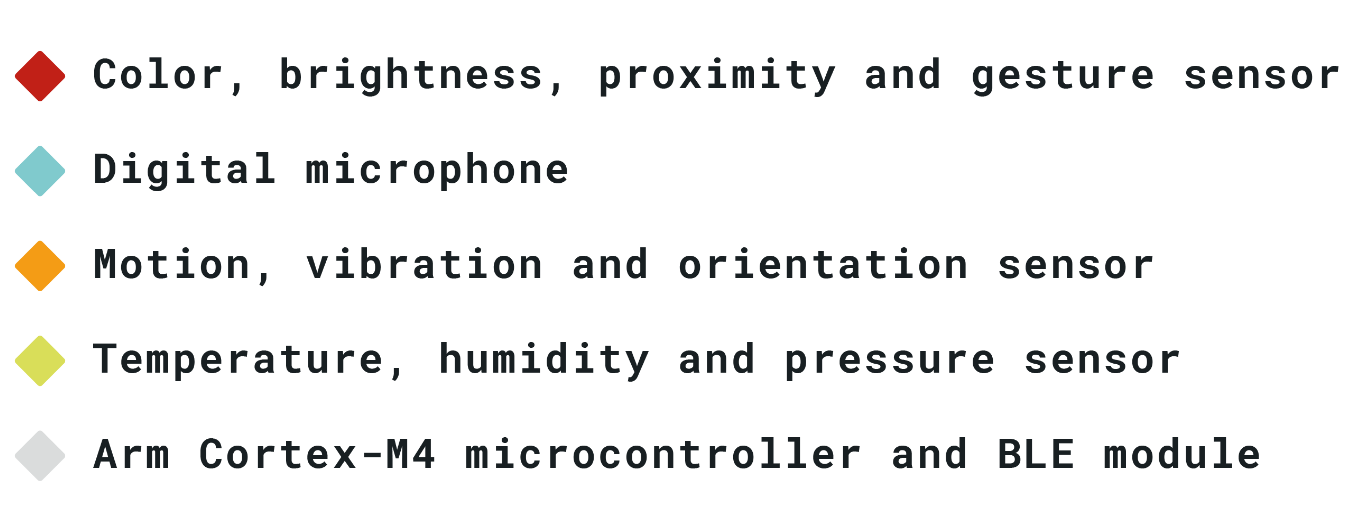 Color, brightness, proximity and gesture sensor
Digital microphone
Motion, vibration and orientation sensor
Temperature, humidity and pressure sensor
Arm Cortex-M4 microcontroller and BLE module